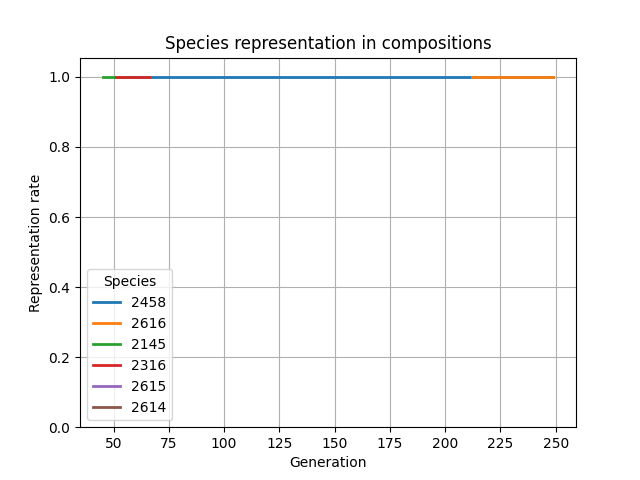 Species representation in compositions
Representation rate
1.0
0.8
0.6
0.4
0.2
0.0
Species
2458
2616
2145
2316
2615
2614
50 75 100 125 150 175 200 225 250
Generation